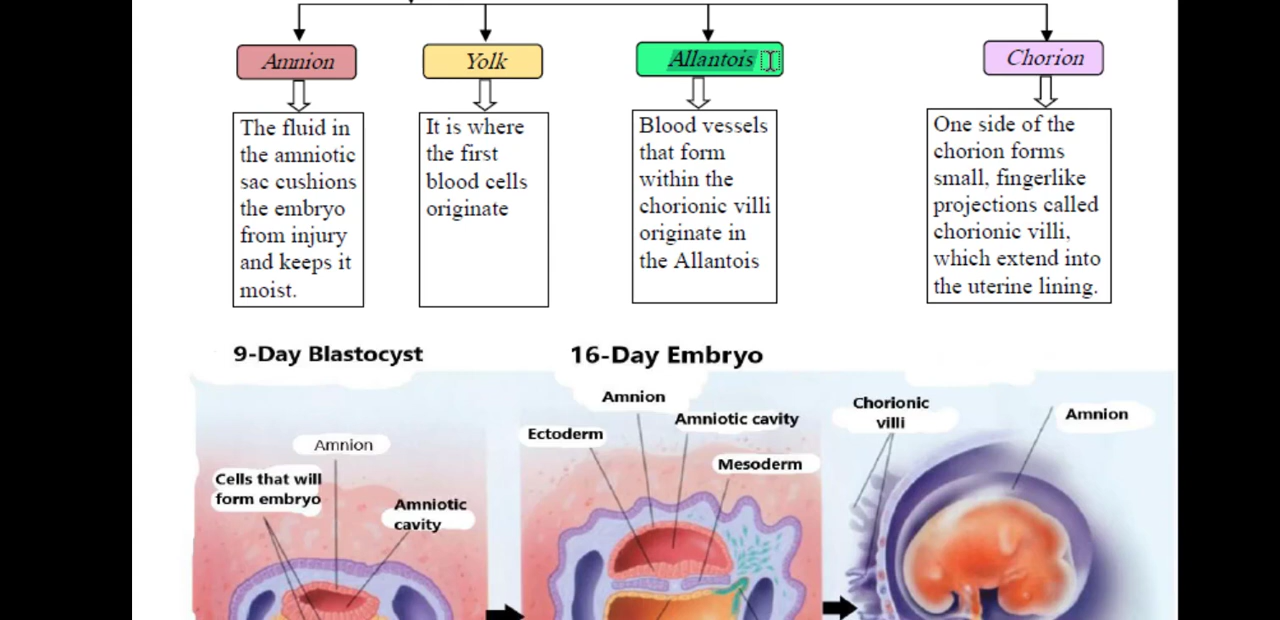 Amnion
Yolk
Allantois
Chorion
The fluid in
the amniotic
sac cushions
the embryo
from injury
and keeps it
moist.
It is where
the first
blood cells
originate
Blood vessels
that form
within the
chorionic villi
originate in
the Allantois
One side of the
chorion forms
small, fingerlike
projections called
chorionic villi,
which extend into
the uterine lining.
9-Day Blastocyst
16-Day Embryo
Amnion
Cells that will
form embryo
Amniotic
cavity
Amnion
Amniotic cavity
Ectoderm
Mesoderm
Chorionic
villi
Amnion